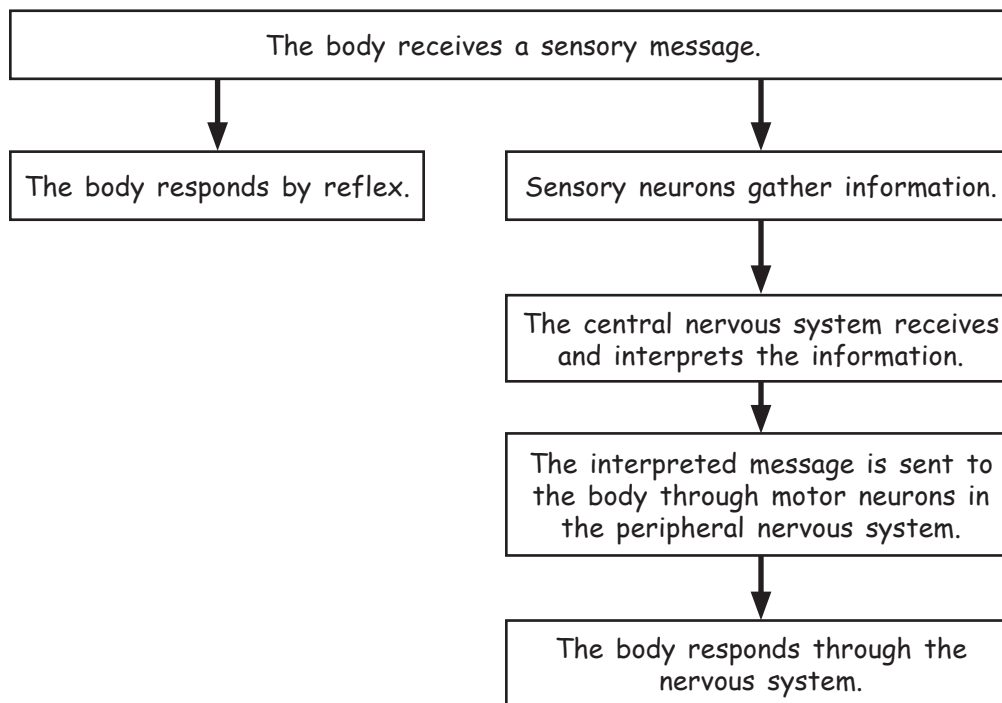 The body receives a sensory message.
The body responds by reflex.
Sensory neurons gather information.
The central nervous system receives
and interprets the information.
The interpreted message is sent to
the body through motor neurons in
the peripheral nervous system.
The body responds through the
nervous system.